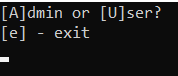 [A]dmin or [U]ser?
[e] - exit